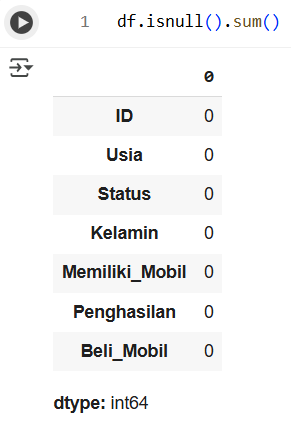 1 df.isnull().sum()
0
ID 0
Usia 0
Status 0
Kelamin 0
Memiliki_Mobil 0
Penghasilan 0
Beli_Mobil 0
dtype: int64